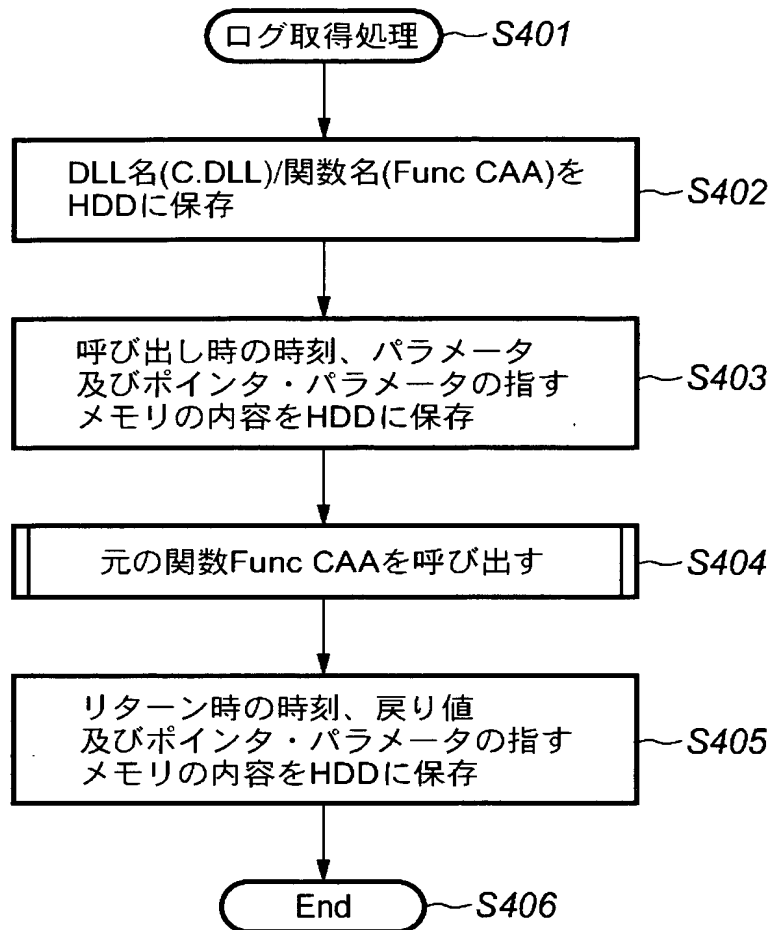 ログ取得処理 S401
DLL名(C.DLL)/関数名(Func CAA)を
HDDに保存
S402
呼び出し時の時刻、パラメータ
及びポインタ・パラメータの指す
メモリの内容をHDDに保存
S403
元の関数Func CAAを呼び出す S404
リターン時の時刻、戻り値
及びポインタ・パラメータの指す
メモリの内容をHDDに保存
S405
End S406